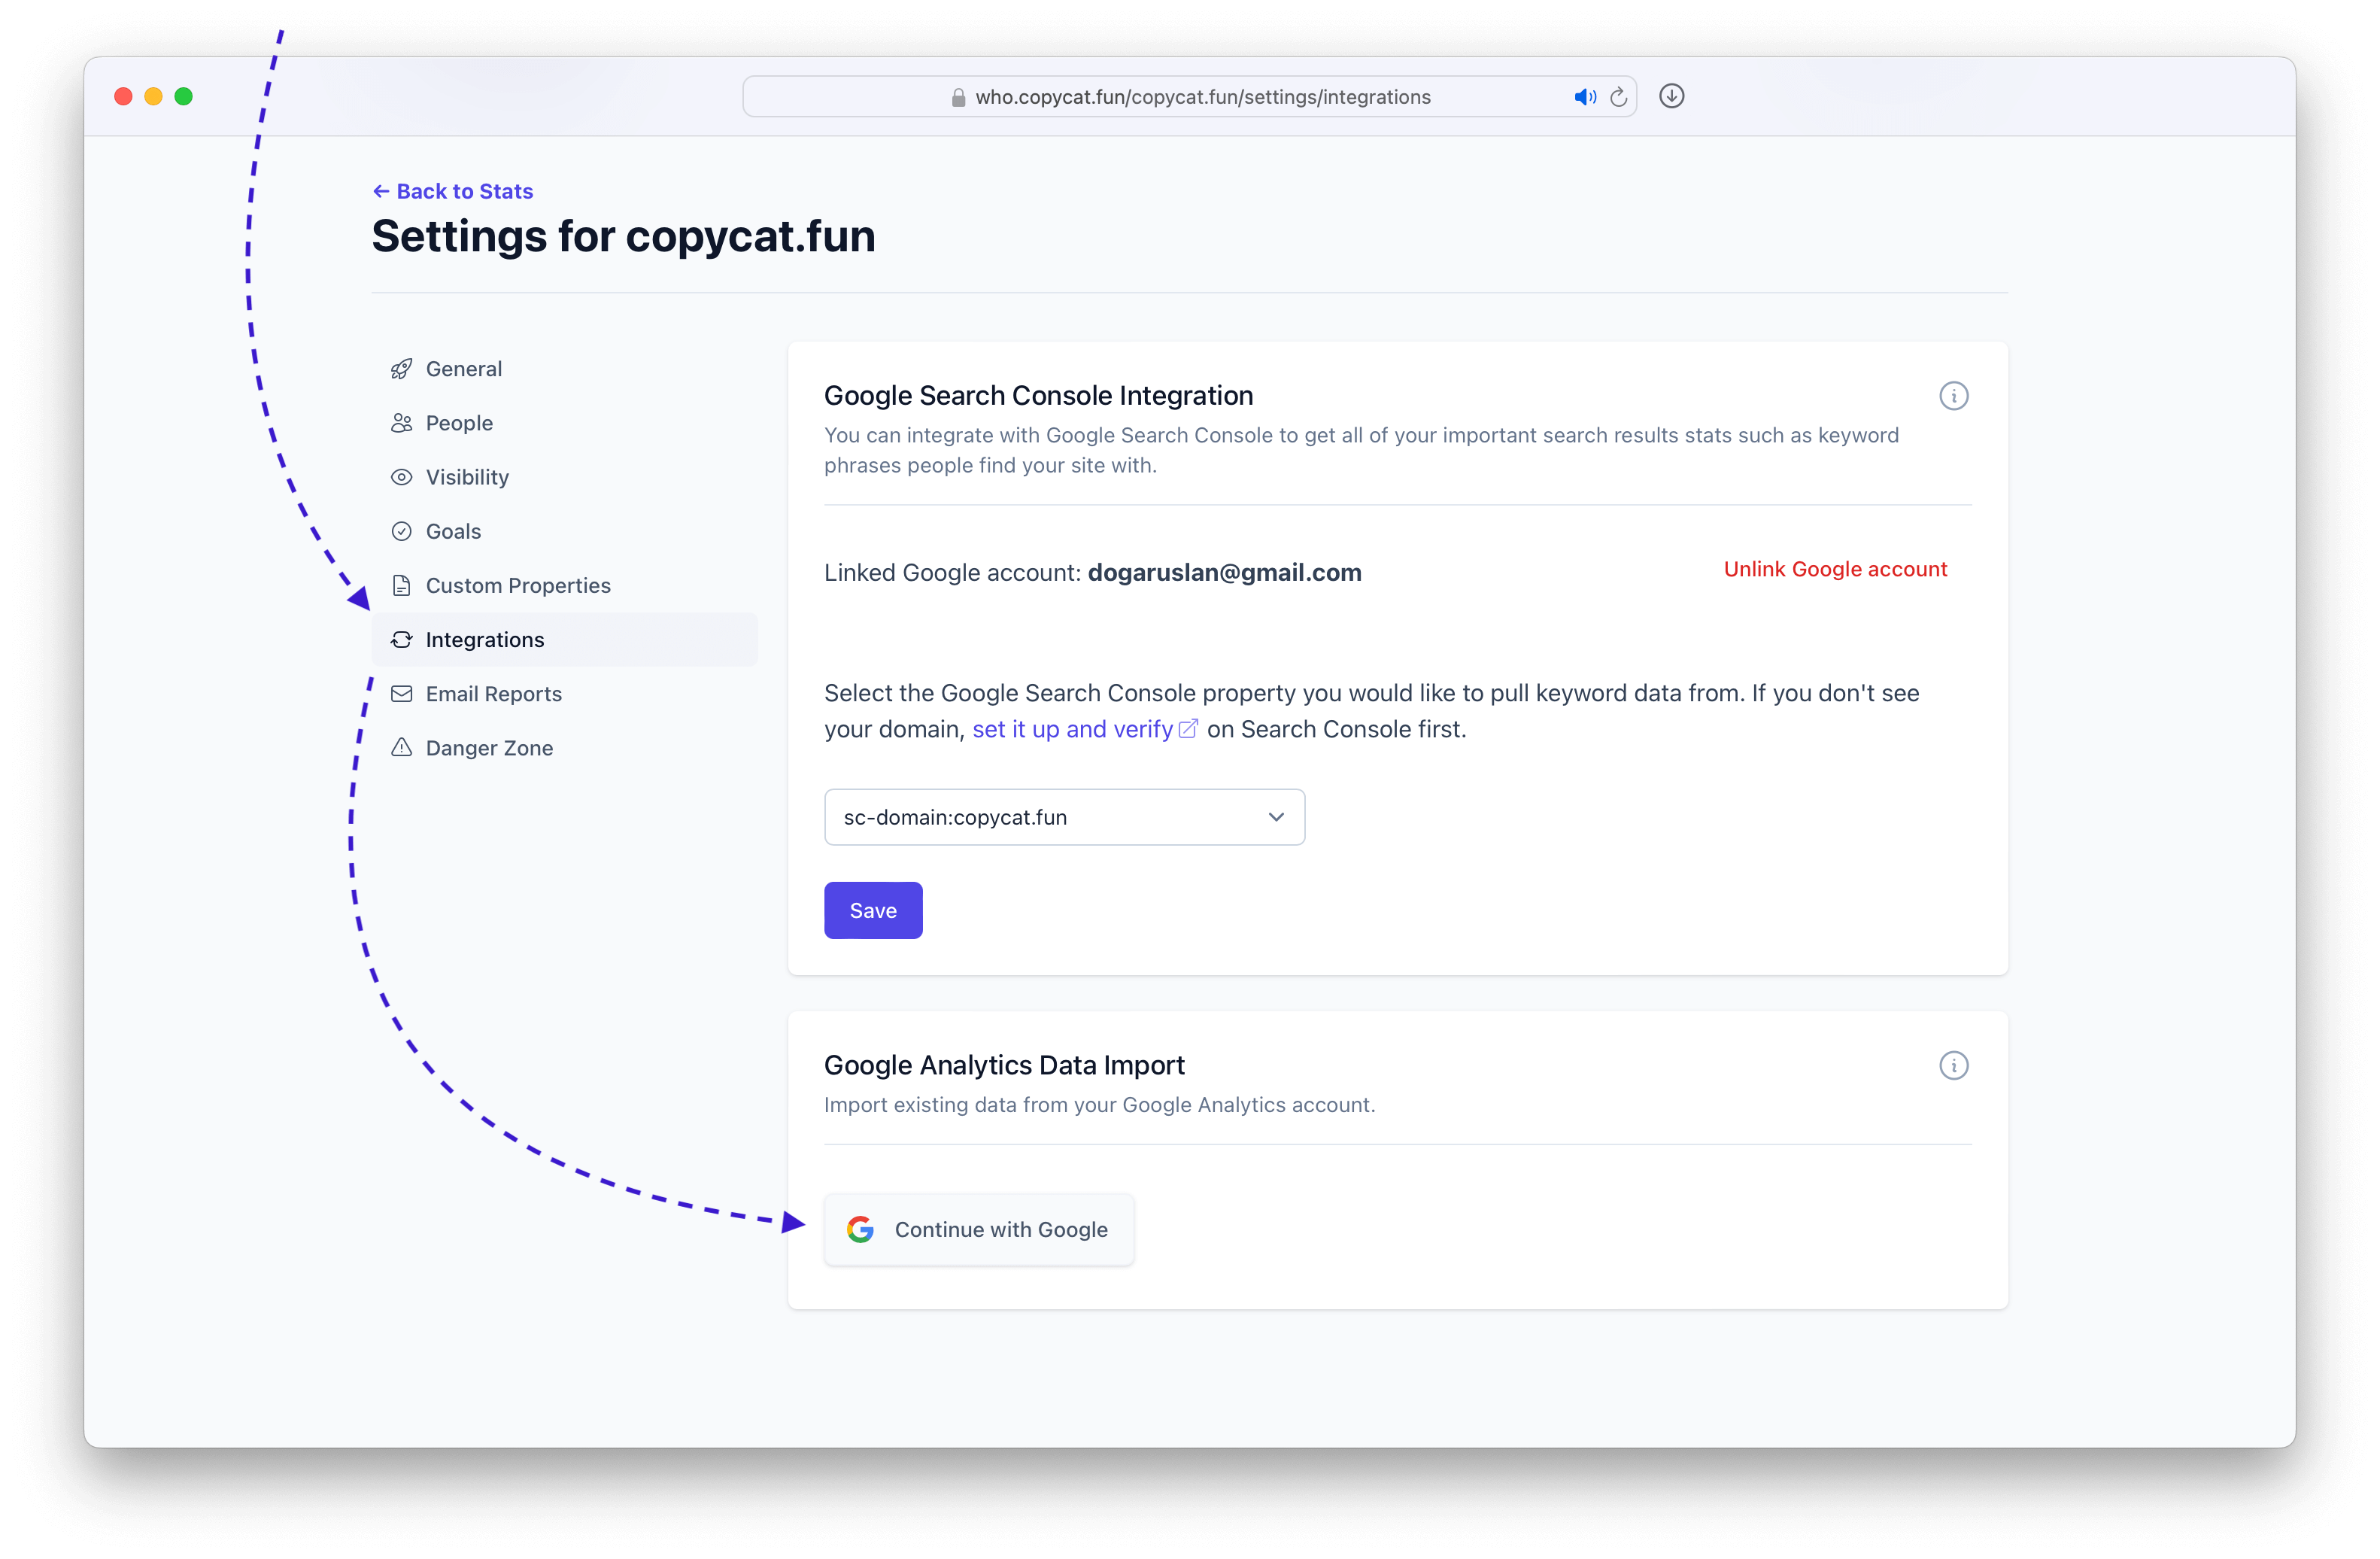 who.copycat.fun/copycat.fun/settings/integrations
← Back to Stats
Settings for copycat.fun
General
People
Visibility
Goals
Custom Properties
Integrations
Email Reports
Danger Zone
Google Search Console Integration
You can integrate with Google Search Console to get all of your important search results stats such as keyword
phrases people find your site with.
Linked Google account: dogaruslan@gmail.com
Unlink Google account
Select the Google Search Console property you would like to pull keyword data from. If you don't see
your domain, set it up and verify on Search Console first.
sc-domain:copycat.fun
Save
Google Analytics Data Import
Import existing data from your Google Analytics account.
Continue with Google